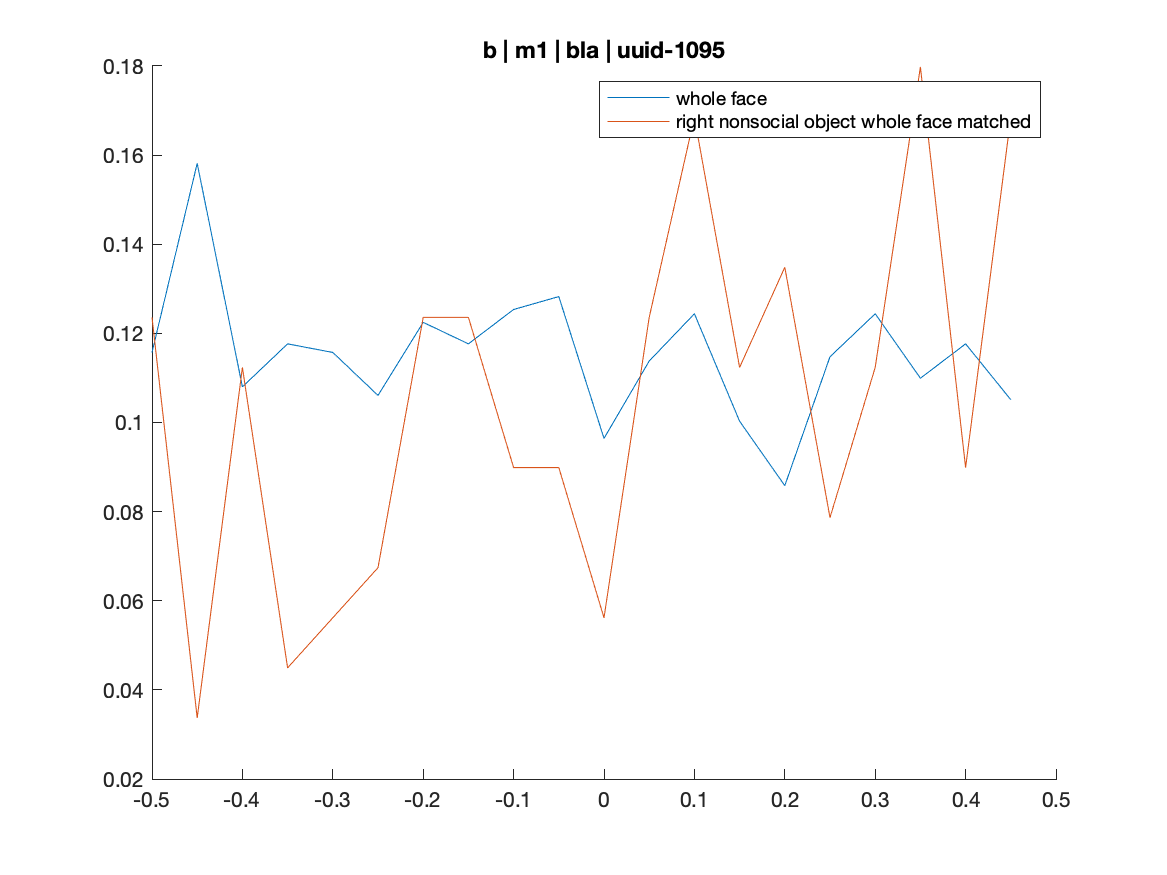 b | m1 | bla | uuid-1095
0.18
whole face
right nonsocial object whole face matched
0.16
0.14
0.12
0.1
0.08
0.06
0.04
0.02
-0.5 -0.4 -0.3 -0.2 -0.1 0 0.1 0.2 0.3 0.4 0.5